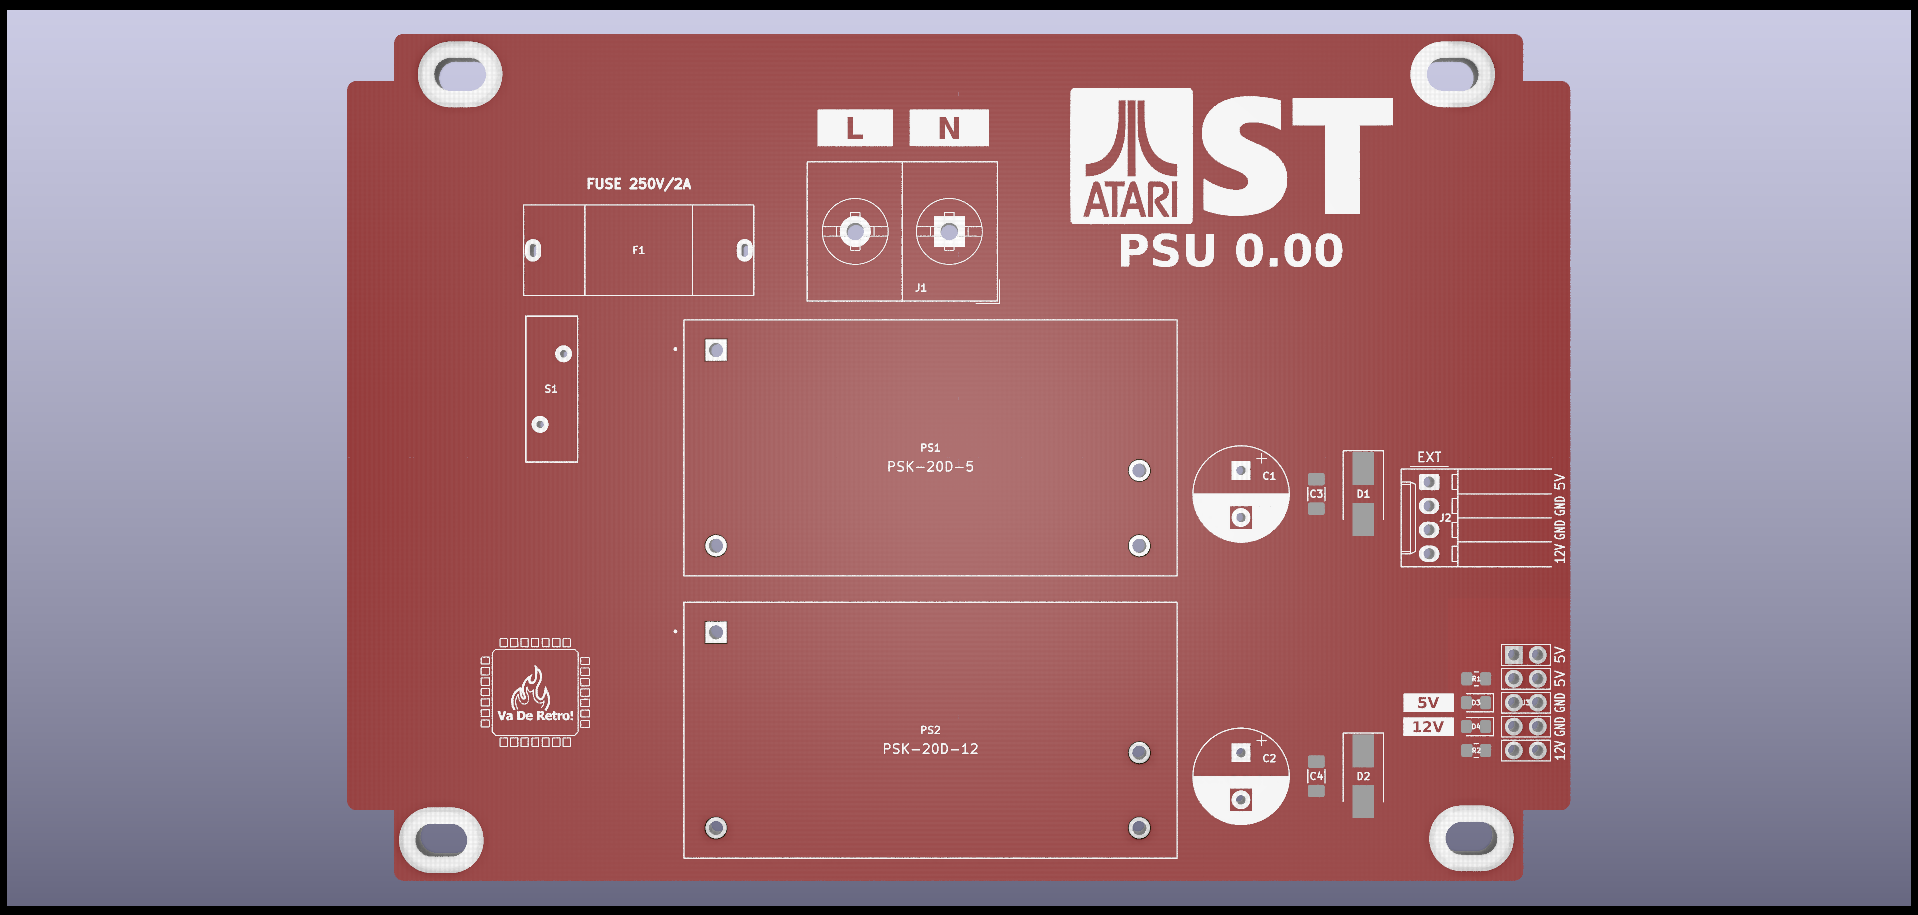 L N
ATARI ST
PSU 0.00
FUSE 250V/2A
F1
J1
S1
PS1
PSK-20D-5
C1
C3
D1
EXT
J2
5V
GND
GND
12V
PS2
PSK-20D-12
C2
C4
D2
Va De Retro!
5V
12V
R1
D3
D4
R2
J3
5V
5V
GND
GND
12V